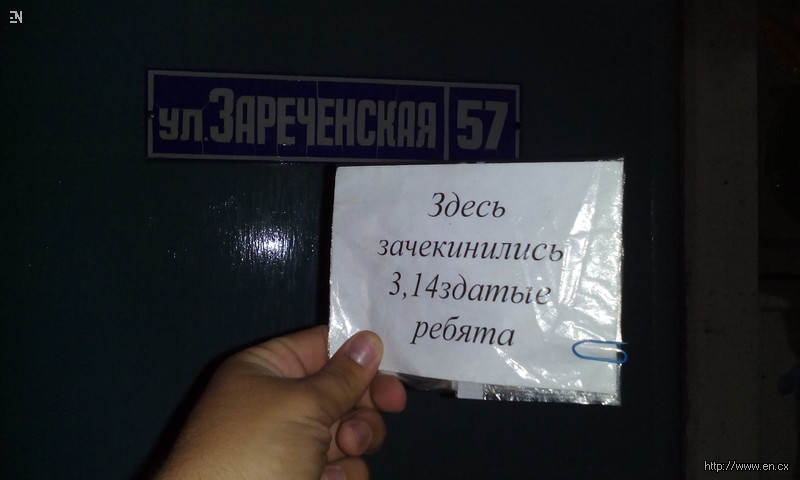 EN
ул. ЗАРЕЧЕНСКАЯ 57
Здесь
зачекинились
3,14здатые
ребята
http://www.en.cx